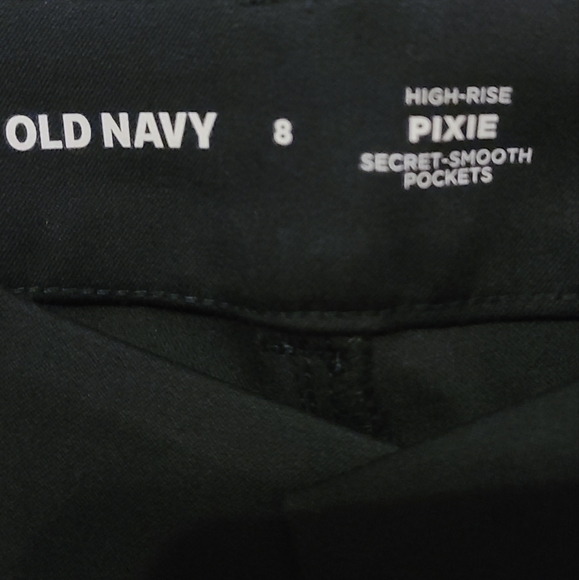 OLD NAVY
8
HIGH-RISE
PIXIE
SECRET-SMOOTH
POCKETS